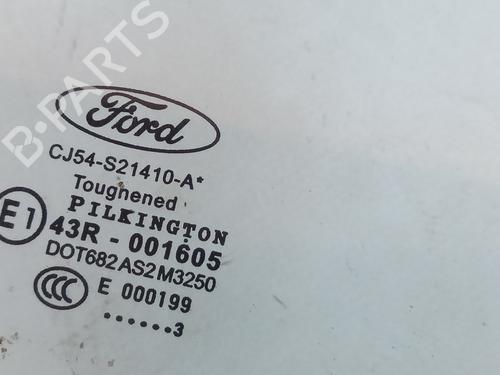 B-PARTS
Ford
CJ54-S21410-A*
Toughened
PILKINGTON
E1
43R - 001605
DOT682AS2M3250
CCC
E 000199
......3